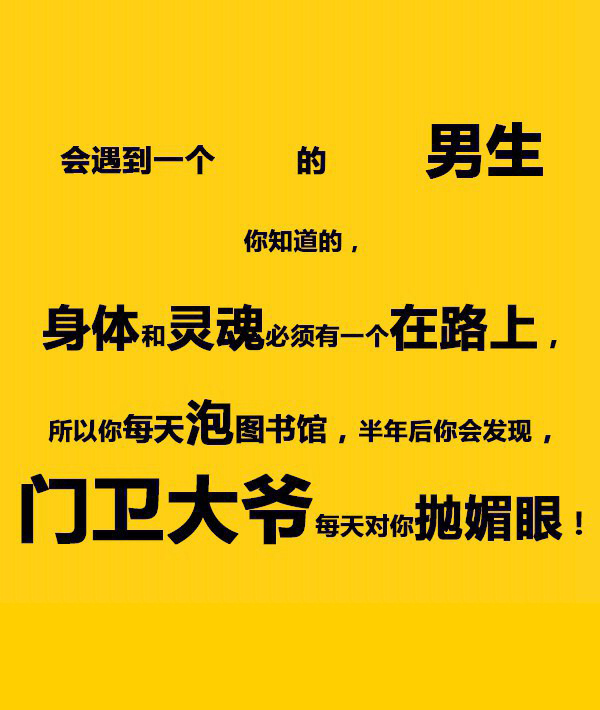 会遇到一个 的 男生
你知道的，
身体和灵魂必须有一个在路上，
所以你每天泡图书馆，半年后你会发现，
门卫大爷每天对你抛媚眼！